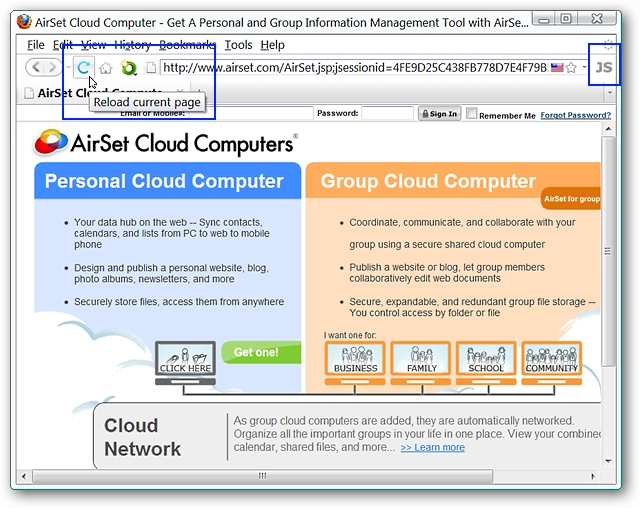 AirSet Cloud Computer - Get A Personal and Group Information Management Tool with AirSe...
File Edit View History Bookmarks Tools Help
http://www.airset.com/AirSet.jsp;jsessionid=4FE9D25C438FB778D7E4F79B
JS
AirSet Cloud Compute
Reload current page
Email or Mobile#:
Password:
Sign In
Remember Me
Forgot Password?
AirSet Cloud Computers®
Personal Cloud Computer
Group Cloud Computer
AirSet for group
• Your data hub on the web -- Sync contacts,
calendars, and lists from PC to web to mobile
phone
• Design and publish a personal website, blog,
photo albums, newsletters, and more
• Securely store files, access them from anywhere
• Coordinate, communicate, and collaborate with your
group using a secure shared cloud computer
• Publish a website or blog, let group members
collaboratively edit web documents
• Secure, expandable, and redundant group file storage --
You control access by folder or file
I want one for:
CLICK HERE
Get one!
BUSINESS
FAMILY
SCHOOL
COMMUNITY
Cloud
Network
As group cloud computers are added, they are automatically networked.
Organize all the important groups in your life in one place. View your combine
calendar, shared files, and more... >> Learn more